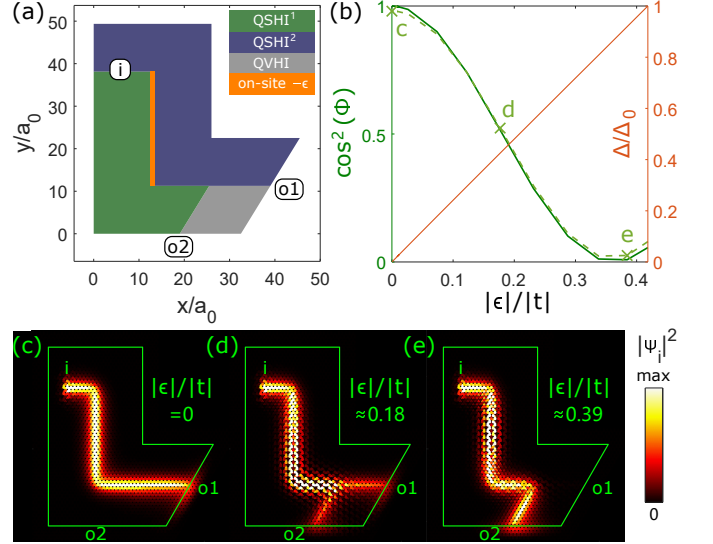 (a)
QSHI¹
QSHI²
QVHI
on-site −ϵ
i
o1
o2
50
40
30
20
10
0
0 10 20 30 40 50
y/a₀
x/a₀
(b)
1
0.5
0
cos²(Φ)
c
d
e
1
0.8
0.6
0.4
0.2
0
Δ/Δ₀
0 0.1 0.2 0.3 0.4
|ϵ|/|t|
(c)
i
|ϵ|/|t|
=0
o1
o2
(d)
i
|ϵ|/|t|
≈0.18
o1
o2
(e)
i
|ϵ|/|t|
≈0.39
o1
o2
|Ψᵢ|²
max
0